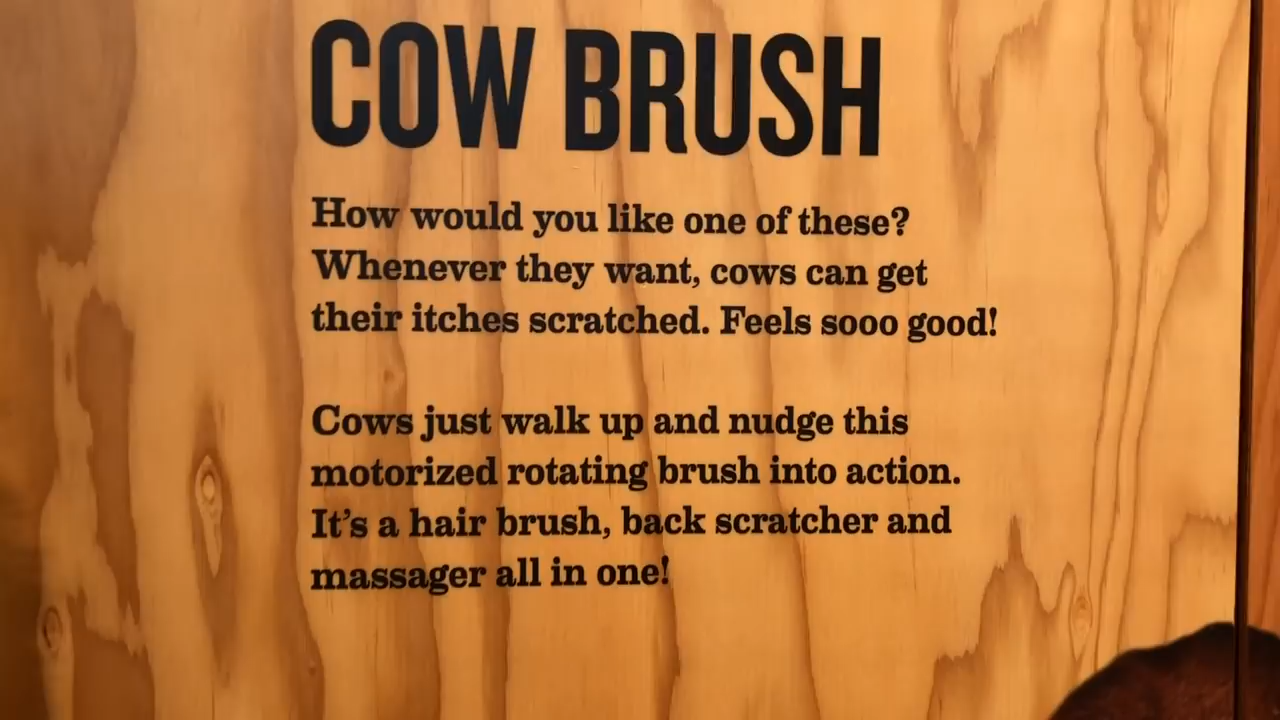 COW BRUSH
How would you like one of these?
Whenever they want, cows can get
their itches scratched. Feels sooo good!
Cows just walk up and nudge this
motorized rotating brush into action.
It's a hair brush, back scratcher and
massager all in one!